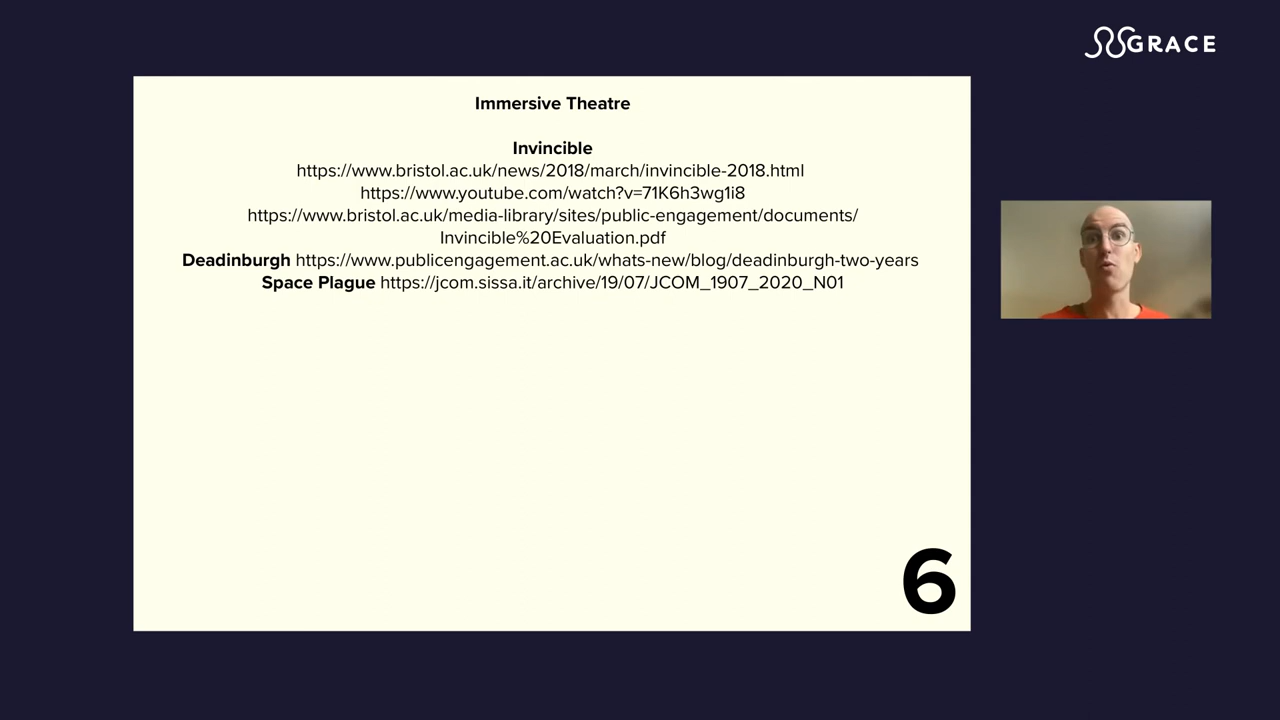 GRACE
Immersive Theatre
Invincible
https://www.bristol.ac.uk/news/2018/march/invincible-2018.html
https://www.youtube.com/watch?v=71K6h3wg1i8
https://www.bristol.ac.uk/media-library/sites/public-engagement/documents/
Invincible%20Evaluation.pdf
Deadinburgh https://www.publicengagement.ac.uk/whats-new/blog/deadinburgh-two-years
Space Plague https://jcom.sissa.it/archive/19/07/JCOM_1907_2020_N01
6